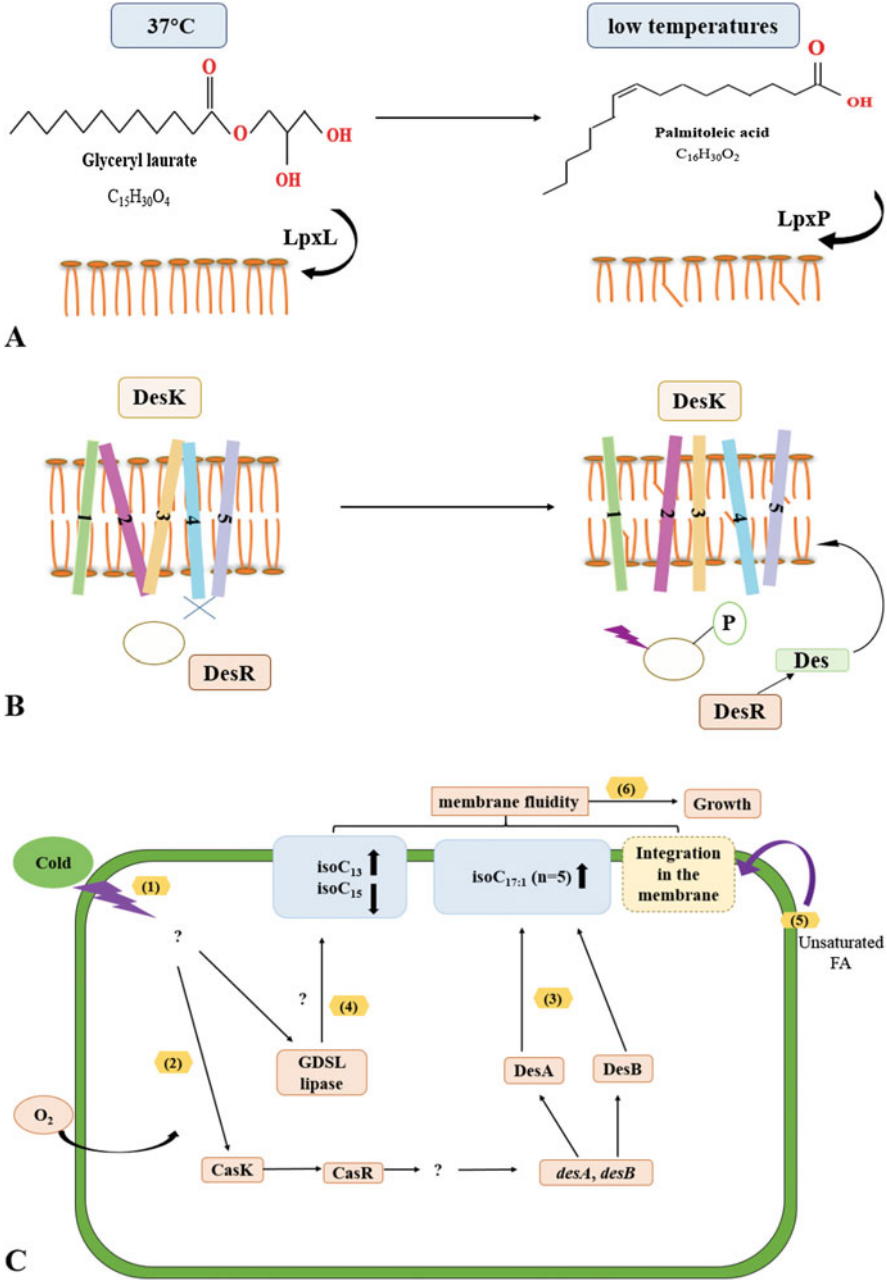 37°C
low temperatures
O
O
OH
OH
Glyceryl laurate
C15H30O4
O
OH
Palmitoleic acid
C16H30O2
LpxL
LpxP
A
DesK
DesK
1
2
3
4
5
1
2
3
4
5
P
DesR
Des
DesR
B
membrane fluidity
(6)
Growth
Cold
(1)
isoC13
isoC15
isoC17:1 (n=5)
Integration
in the
membrane
(5)
Unsaturated
FA
?
?
(4)
(3)
(2)
GDSL
lipase
DesA
DesB
O2
CasK
CasR
?
desA, desB
C